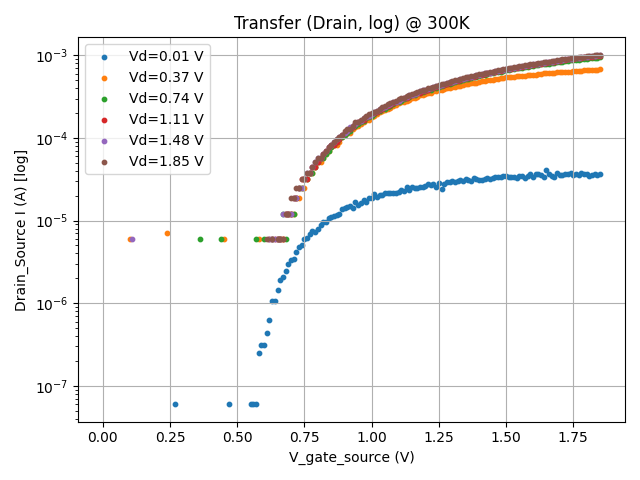 Transfer (Drain, log) @ 300K
Drain_Source I (A) [log]
10⁻³
10⁻⁴
10⁻⁵
10⁻⁶
10⁻⁷
Vd=0.01 V
Vd=0.37 V
Vd=0.74 V
Vd=1.11 V
Vd=1.48 V
Vd=1.85 V
0.00 0.25 0.50 0.75 1.00 1.25 1.50 1.75
V_gate_source (V)